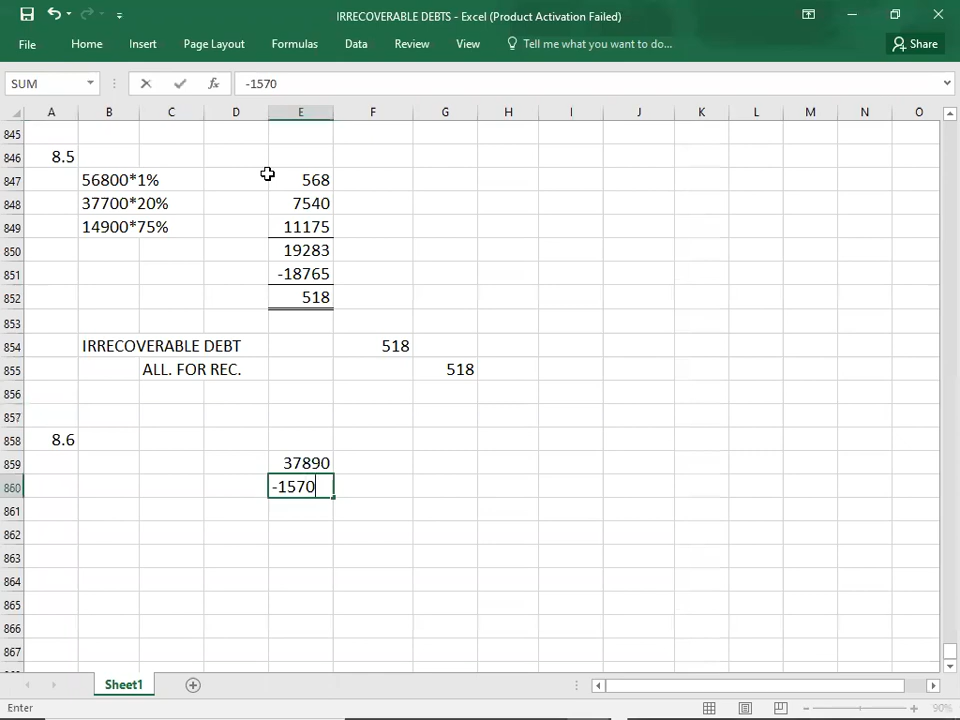 IRRECOVERABLE DEBTS - Excel (Product Activation Failed)
File Home Insert Page Layout Formulas Data Review View Tell me what you want to do... Share
SUM fx -1570
A B C D E F G H I J K L M N O
845
846 8.5
847 56800*1% 568
848 37700*20% 7540
849 14900*75% 11175
850 19283
851 -18765
852 518
853
854 IRRECOVERABLE DEBT 518
855 ALL. FOR REC. 518
856
857
858 8.6
859 37890
860 -1570
861
862
863
864
865
866
867
Sheet1
Enter 90%